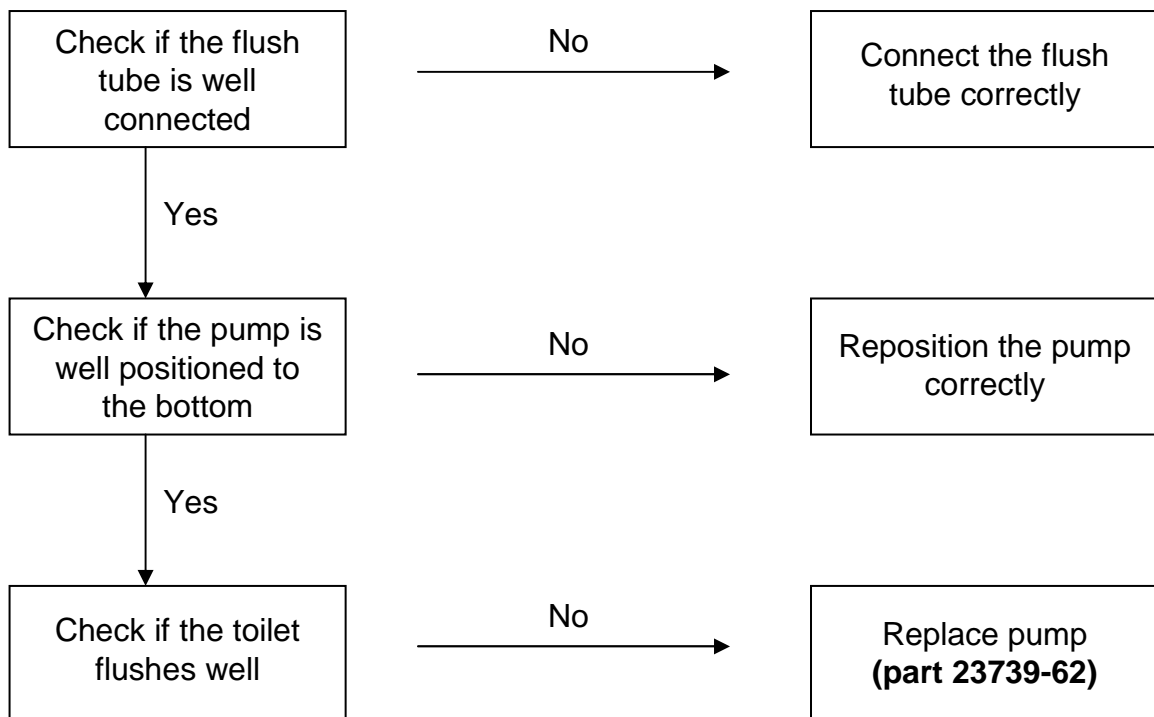 Check if the flush
tube is well
connected
No
Connect the flush
tube correctly
Yes
Check if the pump is
well positioned to
the bottom
No
Reposition the pump
correctly
Yes
Check if the toilet
flushes well
No
Replace pump
(part 23739-62)